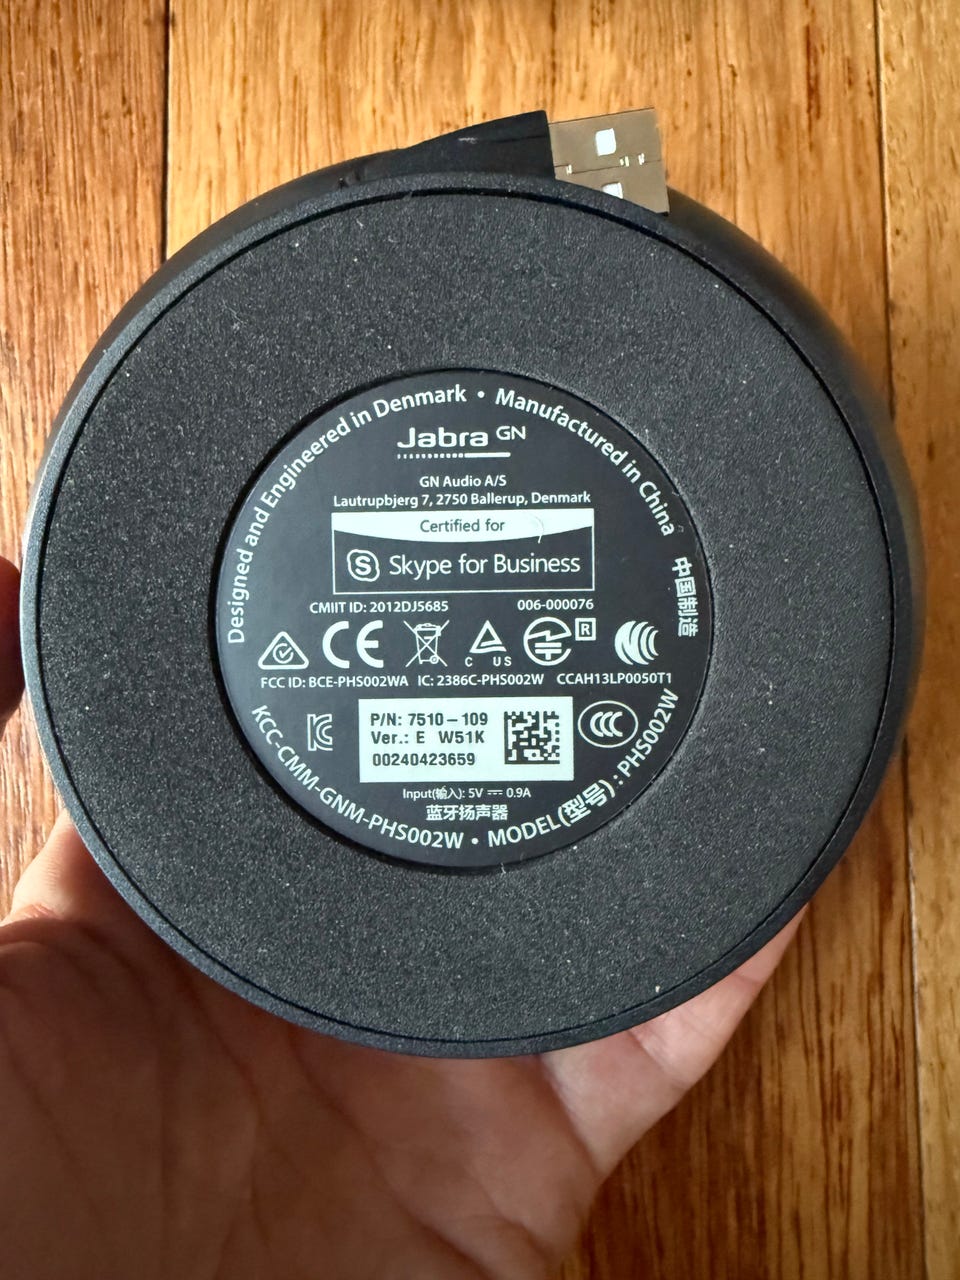 Designed and Engineered in Denmark • Manufactured in China 中国制造
Jabra GN
GN Audio A/S
Lautrupbjerg 7, 2750 Ballerup, Denmark
Certified for
S Skype for Business
CMIIT ID: 2012DJ5685 006-000076
CE C US R
FCC ID: BCE-PHS002WA IC: 2386C-PHS002W CCAH13LP0050T1
P/N: 7510-109
Ver.: E W51K
00240423659
CCC
Input(输入): 5V 0.9A
蓝牙扬声器
KCC-CMM-GNM-PHS002W • MODEL(型号): PHS002W